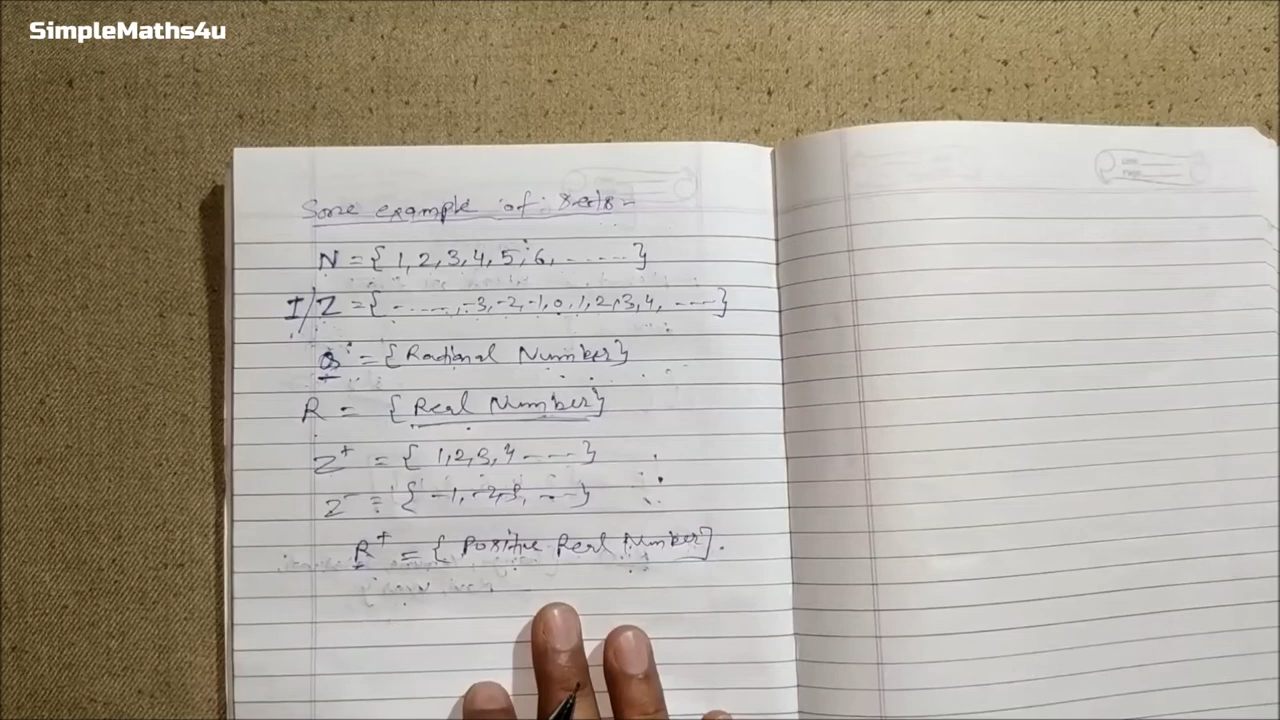 SimpleMaths4u
Some example of sets-
N = { 1, 2, 3, 4, 5, 6, ...... }
I/Z = { ......, -3, -2, -1, 0, 1, 2, 3, 4, ..... }
Q = { Rational Number }
R = { Real Number }
Z+ = { 1, 2, 3, 4 ..... }
Z- = { -1, -2, 3, .... }
R+ = { Positive Real Number }.